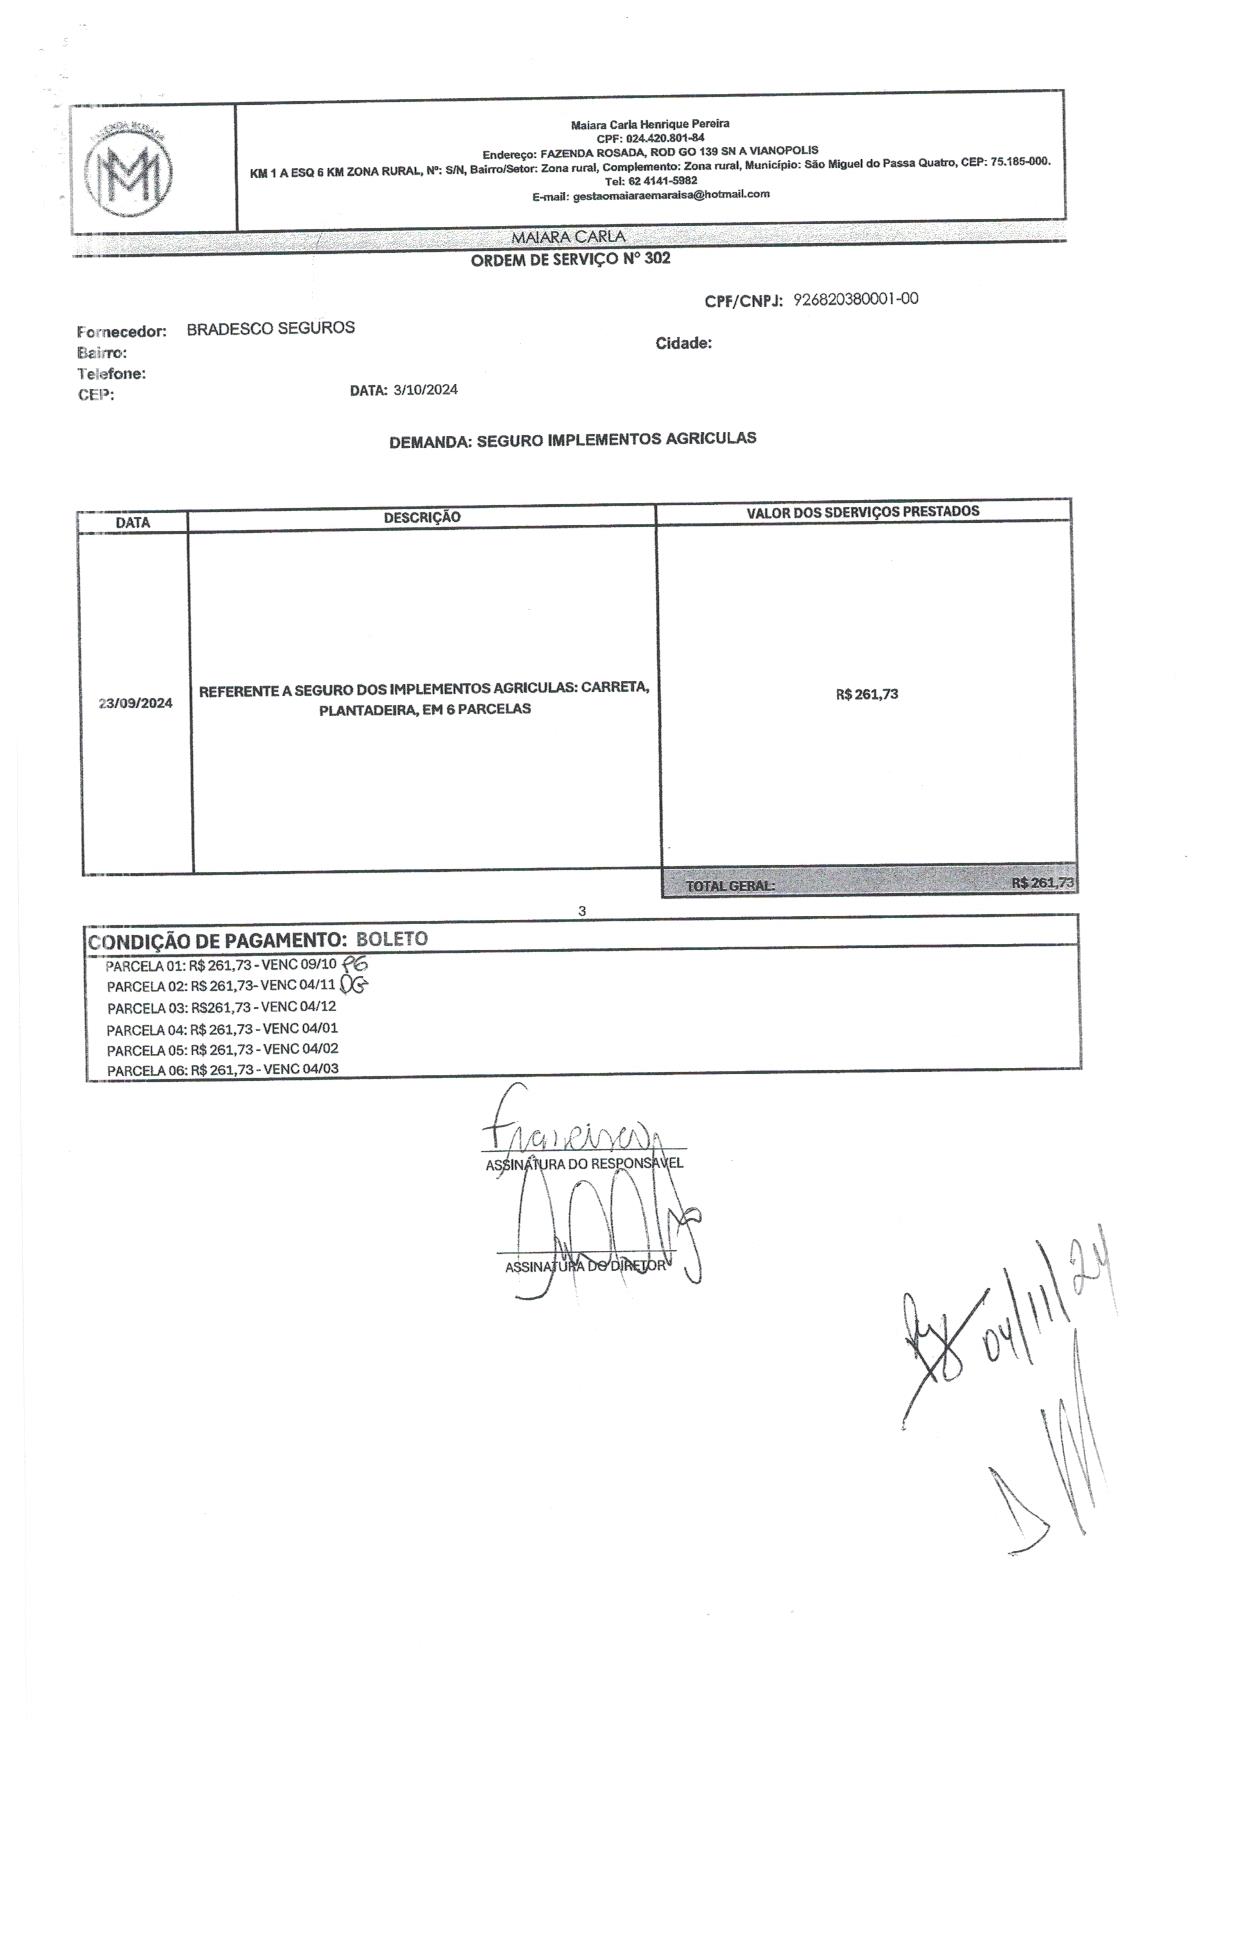 FAZENDA ROSADA
MM
Maiara Carla Henrique Pereira
CPF: 024.420.801-84
Endereço: FAZENDA ROSADA, ROD GO 139 SN A VIANOPOLIS
KM 1 A ESQ 6 KM ZONA RURAL, Nº: S/N, Bairro/Setor: Zona rural, Complemento: Zona rural, Município: São Miguel do Passa Quatro, CEP: 75.185-000.
Tel: 62 4141-5982
E-mail: gestaomaiaraemaraisa@hotmail.com
MAIARA CARLA
ORDEM DE SERVIÇO Nº 302
CPF/CNPJ: 926820380001-00
Fornecedor: BRADESCO SEGUROS
Cidade:
Bairro:
Telefone:
CEP:
DATA: 3/10/2024
DEMANDA: SEGURO IMPLEMENTOS AGRICULAS
DATA DESCRIÇÃO VALOR DOS SDERVIÇOS PRESTADOS
23/09/2024 REFERENTE A SEGURO DOS IMPLEMENTOS AGRICULAS: CARRETA, R$ 261,73
PLANTADEIRA, EM 6 PARCELAS
TOTAL GERAL: R$ 261,73
3
CONDIÇÃO DE PAGAMENTO: BOLETO
PARCELA 01: R$ 261,73 - VENC 09/10 PG
PARCELA 02: R$ 261,73- VENC 04/11 PG
PARCELA 03: RS261,73 - VENC 04/12
PARCELA 04: R$ 261,73 - VENC 04/01
PARCELA 05: R$ 261,73 - VENC 04/02
PARCELA 06: R$ 261,73 - VENC 04/03
ASSINATURA DO RESPONSAVEL
ASSINATURA DO DIRETOR
04/11/24